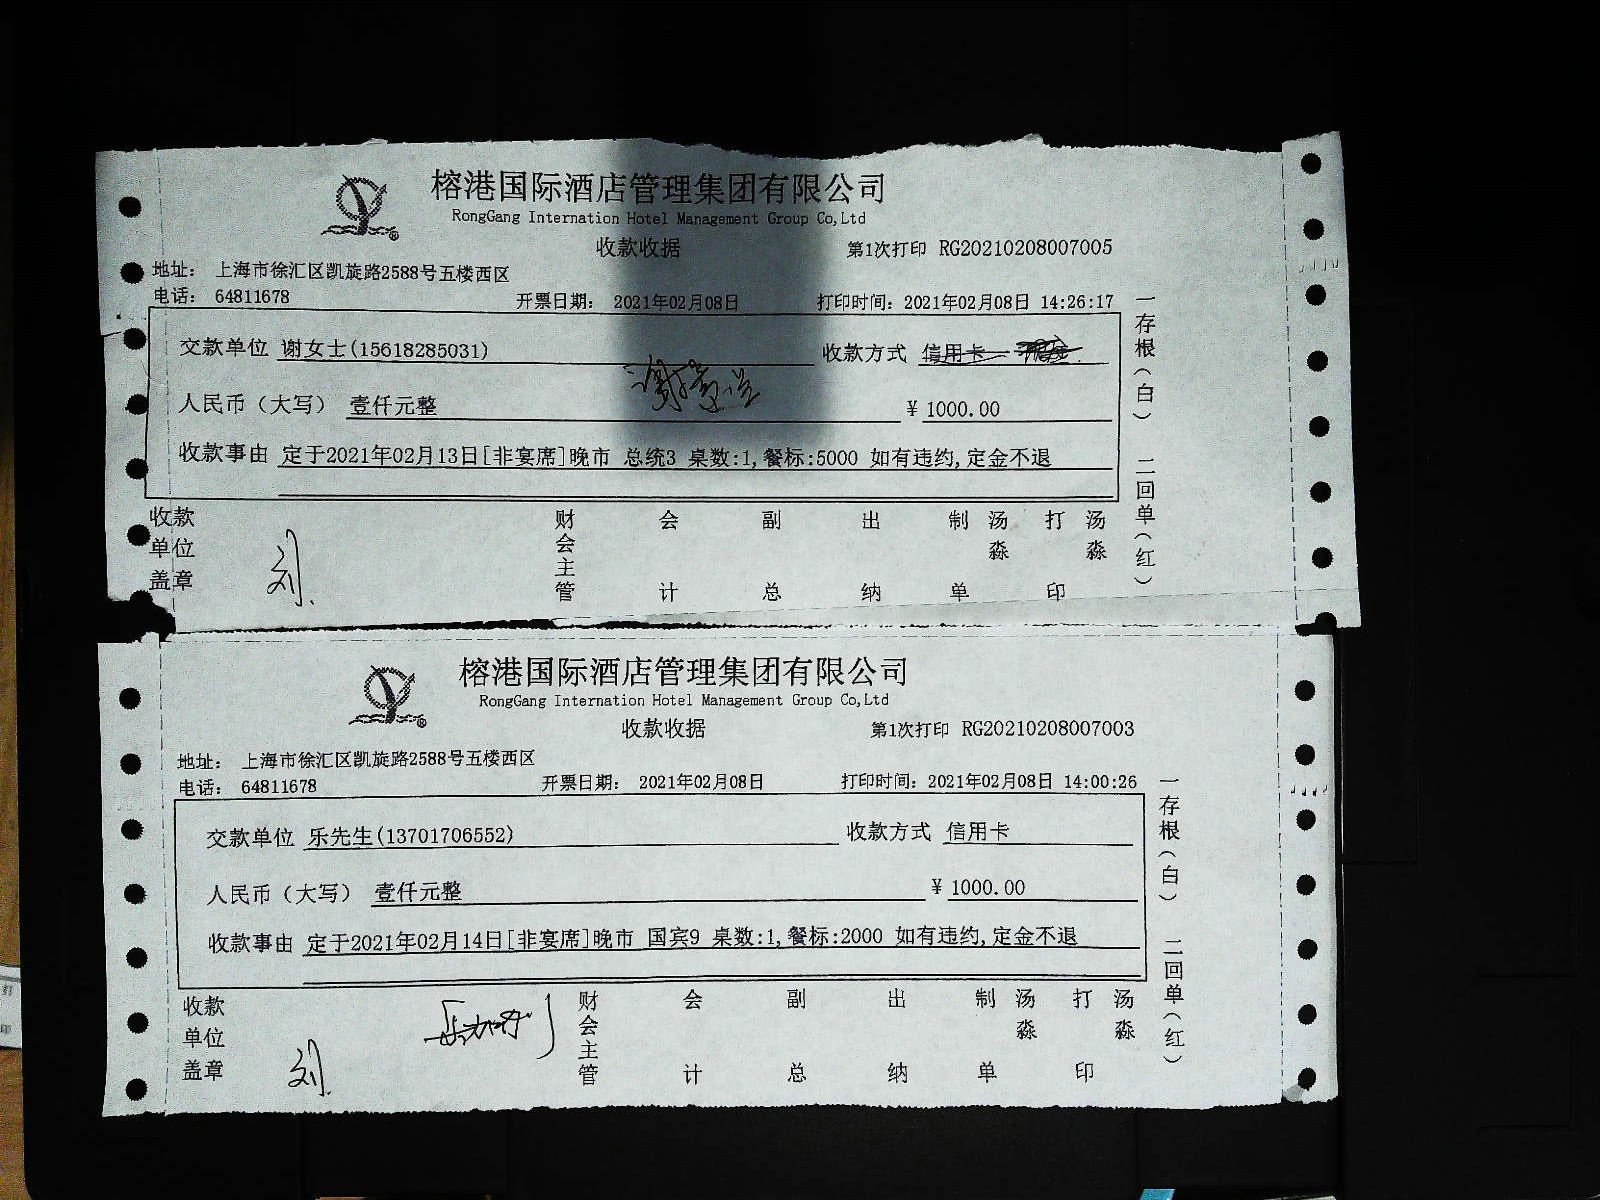 榕港国际酒店管理集团有限公司
RongGang Internation Hotel Management Group Co,Ltd
收款收据
第1次打印 RG20210208007005
地址: 上海市徐汇区凯旋路2588号五楼西区
电话: 64811678 开票日期: 2021年02月08日 打印时间: 2021年02月08日 14:26:17
交款单位 谢女士(15618285031) 收款方式 信用卡
人民币(大写) 壹仟元整 ¥ 1000.00
收款事由 定于2021年02月13日[非宴席]晚市 总统3 桌数:1,餐标:5000 如有违约,定金不退
收款单位盖章 刘 财会主管 会计 副总 出纳 制单 汤淼 打印 汤淼
一存根(白) 二回单(红)
榕港国际酒店管理集团有限公司
RongGang Internation Hotel Management Group Co,Ltd
收款收据
第1次打印 RG20210208007003
地址: 上海市徐汇区凯旋路2588号五楼西区
电话: 64811678 开票日期: 2021年02月08日 打印时间: 2021年02月08日 14:00:26
交款单位 乐先生(13701706552) 收款方式 信用卡
人民币(大写) 壹仟元整 ¥ 1000.00
收款事由 定于2021年02月14日[非宴席]晚市 国宾9 桌数:1,餐标:2000 如有违约,定金不退
收款单位盖章 刘 财会主管 会计 副总 出纳 制单 汤淼 打印 汤淼
一存根(白) 二回单(红)